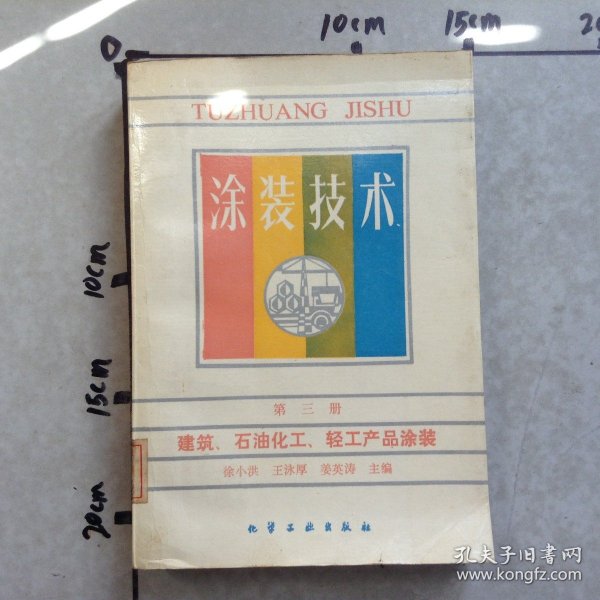 0 10cm 15cm 2
TUZHUANG JISHU
涂装技术
10cm
15cm
20cm
第三册
建筑、石油化工、轻工产品涂装
徐小洪 王泳厚 姜英涛 主编
化学工业出版社
孔夫子旧书网
www.kongfz.com